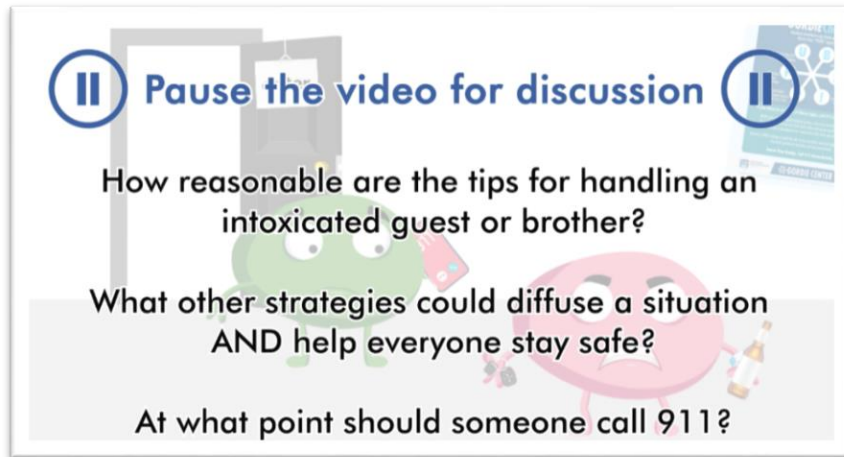 Pause the video for discussion
How reasonable are the tips for handling an
intoxicated guest or brother?
What other strategies could diffuse a situation
AND help everyone stay safe?
At what point should someone call 911?